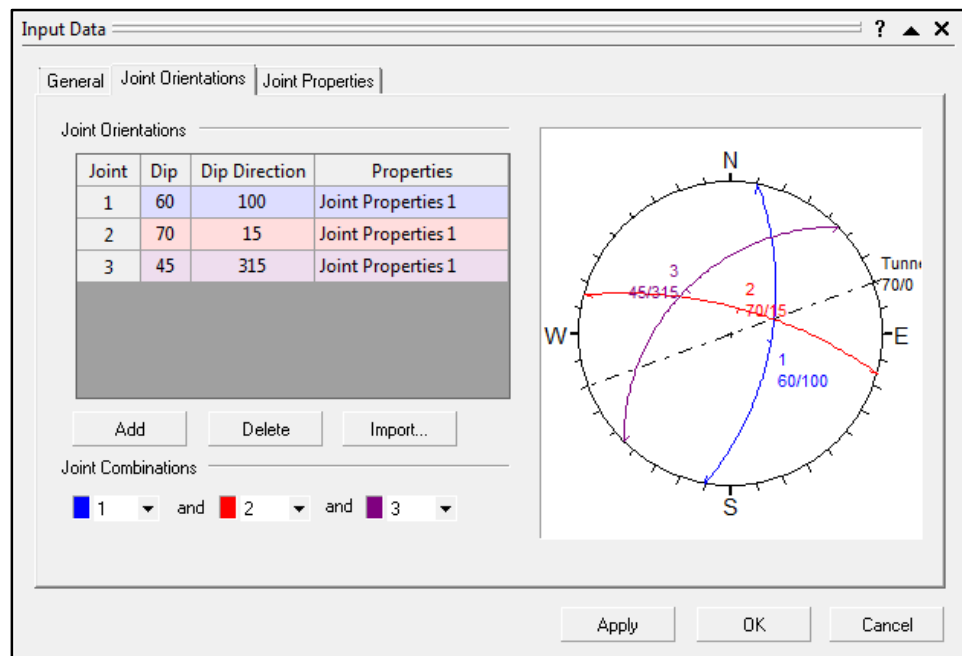 Input Data ?
General Joint Orientations Joint Properties
Joint Orientations
Joint Dip Dip Direction Properties
1 60 100 Joint Properties 1
2 70 15 Joint Properties 1
3 45 315 Joint Properties 1
Add Delete Import...
Joint Combinations
1 and 2 and 3
N
Tunne
70/0
3
45/315
2
70/15
W
E
1
60/100
S
Apply OK Cancel